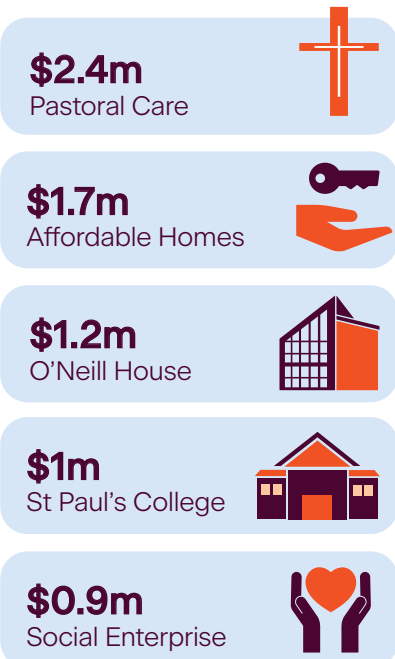 $2.4m
Pastoral Care
$1.7m
Affordable Homes
$1.2m
O’Neill House
$1m
St Paul’s College
$0.9m
Social Enterprise